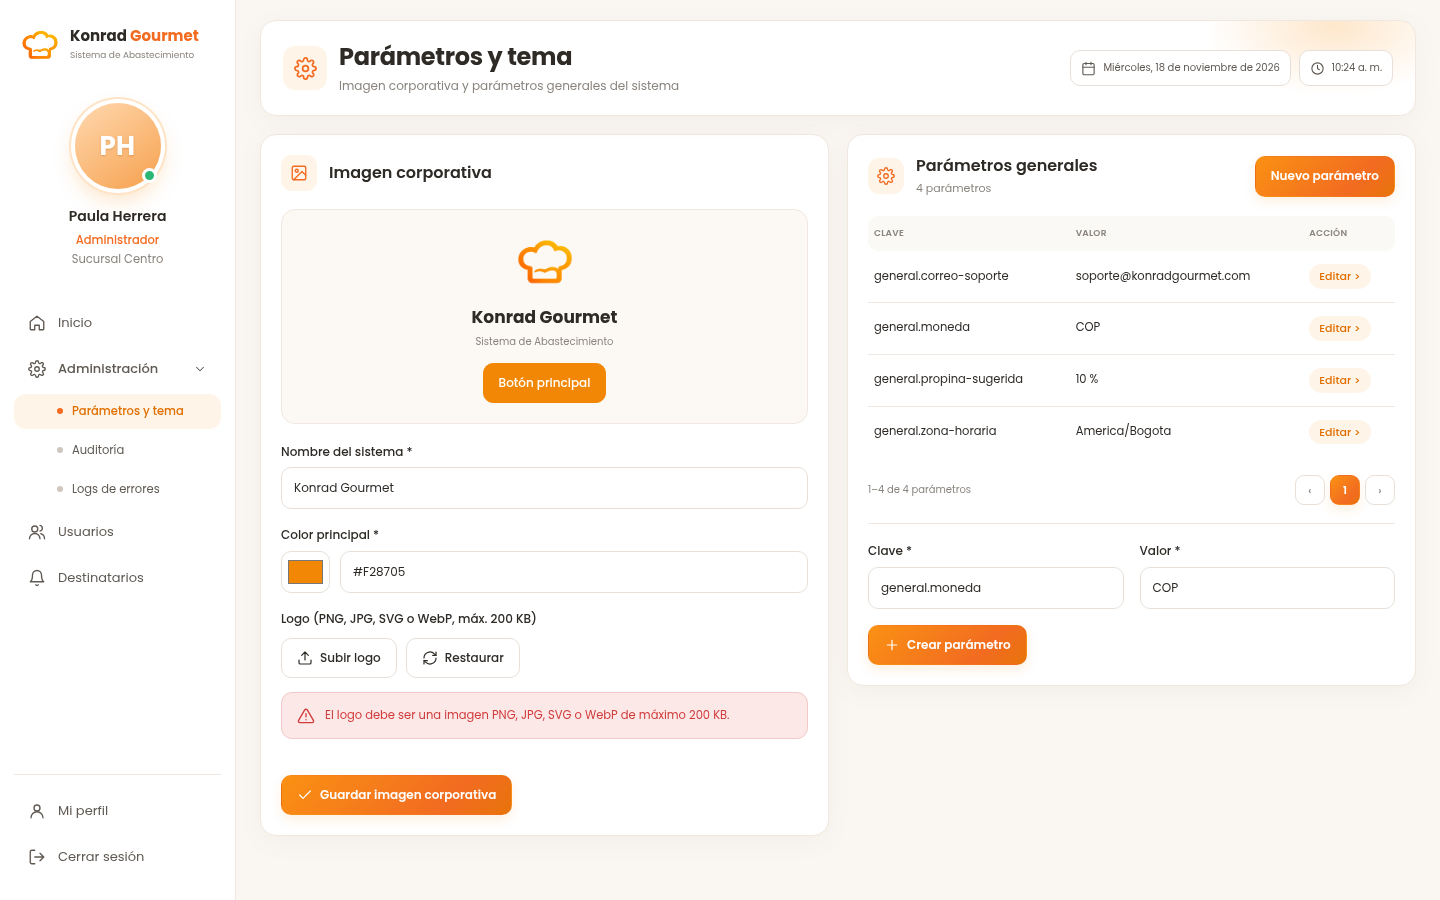 Konrad Gourmet
Sistema de Abastecimiento
PH
Paula Herrera
Administrador
Sucursal Centro
Inicio
Administración
Parámetros y tema
Auditoría
Logs de errores
Usuarios
Destinatarios
Mi perfil
Cerrar sesión
Parámetros y tema
Imagen corporativa y parámetros generales del sistema
Miércoles, 18 de noviembre de 2026
10:24 a. m.
Imagen corporativa
Konrad Gourmet
Sistema de Abastecimiento
Botón principal
Nombre del sistema *
Konrad Gourmet
Color principal *
#F28705
Logo (PNG, JPG, SVG o WebP, máx. 200 KB)
Subir logo
Restaurar
El logo debe ser una imagen PNG, JPG, SVG o WebP de máximo 200 KB.
Guardar imagen corporativa
Parámetros generales
4 parámetros
Nuevo parámetro
CLAVE VALOR ACCIÓN
general.correo-soporte soporte@konradgourmet.com Editar ›
general.moneda COP Editar ›
general.propina-sugerida 10 % Editar ›
general.zona-horaria America/Bogota Editar ›
1–4 de 4 parámetros
‹ 1 ›
Clave * Valor *
general.moneda COP
Crear parámetro